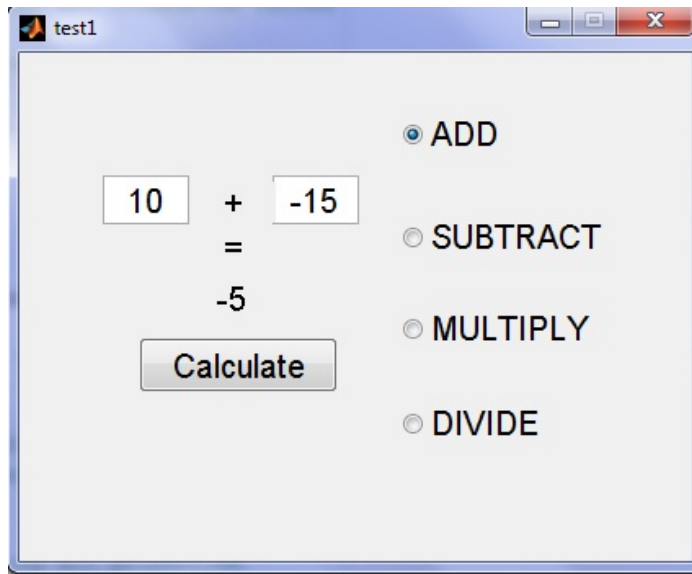 test1
10 + -15
=
-5
Calculate
ADD
SUBTRACT
MULTIPLY
DIVIDE